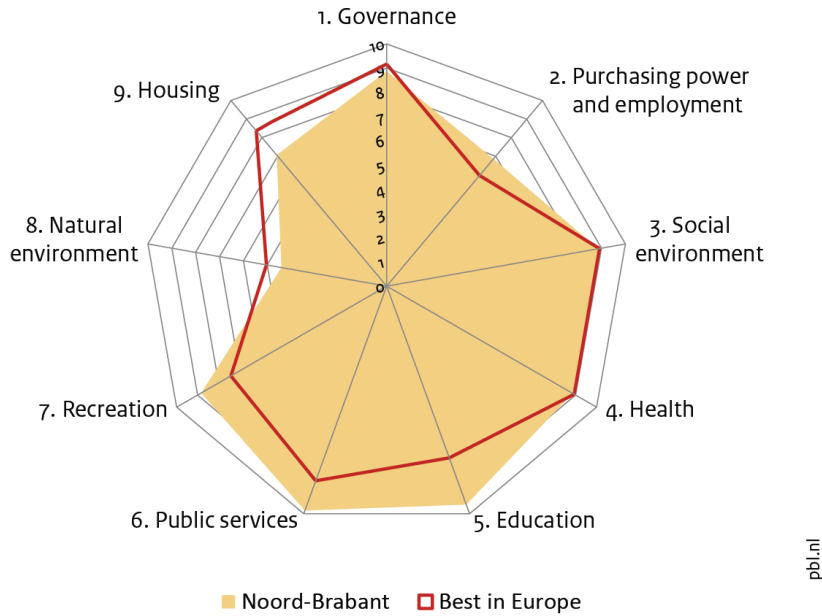 1. Governance
10
9
8
7
6
5
4
3
2
1
0
2. Purchasing power
and employment
3. Social
environment
4. Health
5. Education
6. Public services
7. Recreation
8. Natural
environment
9. Housing
Noord-Brabant
Best in Europe
pbl.nl